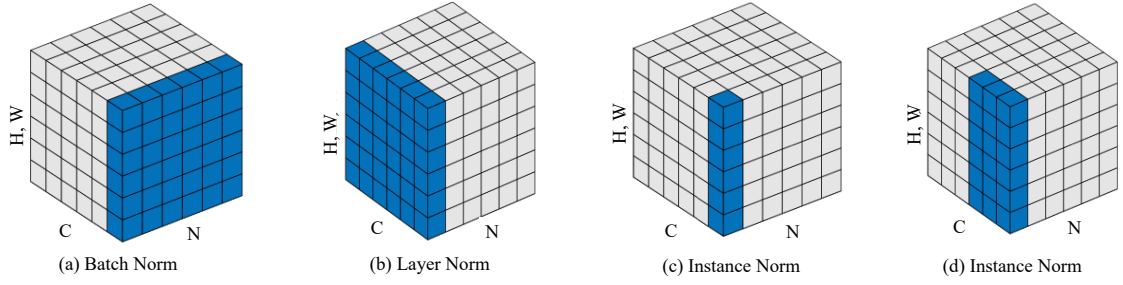 H, W
C
N
(a) Batch Norm
H, W
C
N
(b) Layer Norm
H, W
C
N
(c) Instance Norm
H, W
C
N
(d) Instance Norm